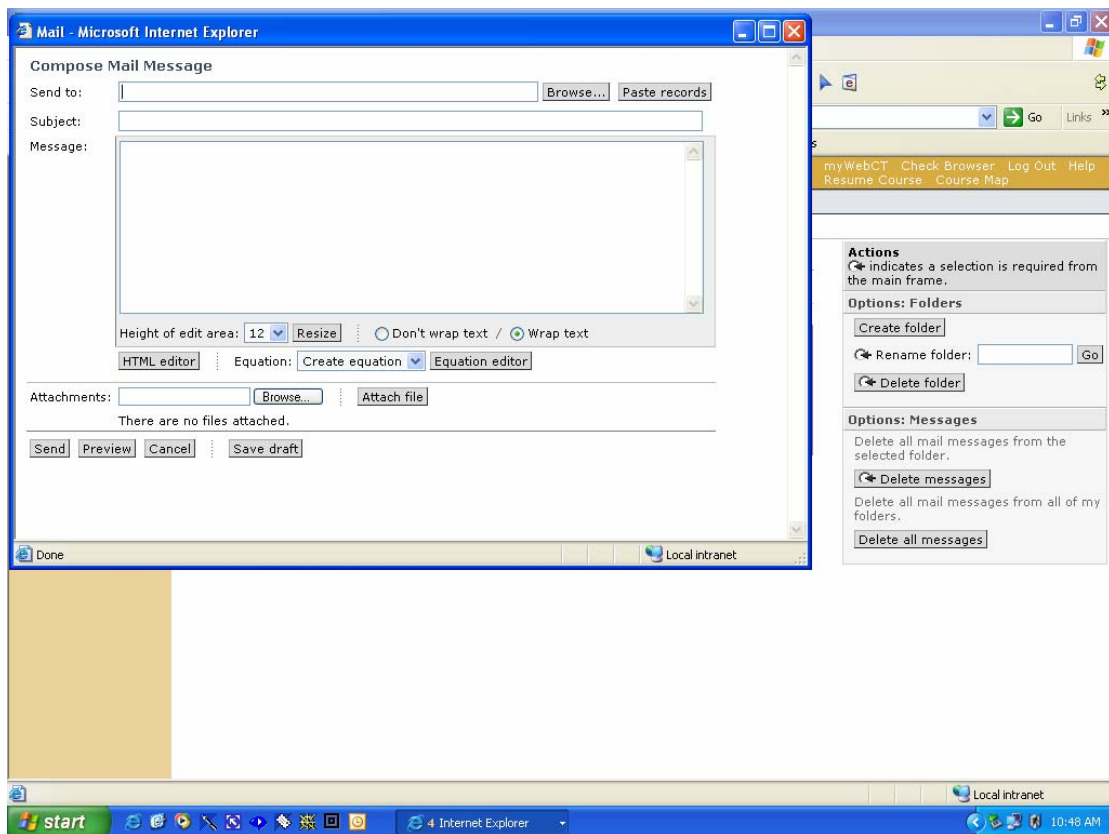 Mail - Microsoft Internet Explorer
Compose Mail Message
Send to: Browse... Paste records
Subject:
Message:
Height of edit area: 12 Resize Don't wrap text / Wrap text
HTML editor Equation: Create equation Equation editor
Attachments: Browse... Attach file
There are no files attached.
Send Preview Cancel Save draft
Done Local intranet
Go Links »
s
myWebCT Check Browser Log Out Help
Resume Course Course Map
Actions
indicates a selection is required from
the main frame.
Options: Folders
Create folder
Rename folder: Go
Delete folder
Options: Messages
Delete all mail messages from the
selected folder.
Delete messages
Delete all mail messages from all of my
folders.
Delete all messages
Local intranet
start 4 Internet Explorer 10:48 AM